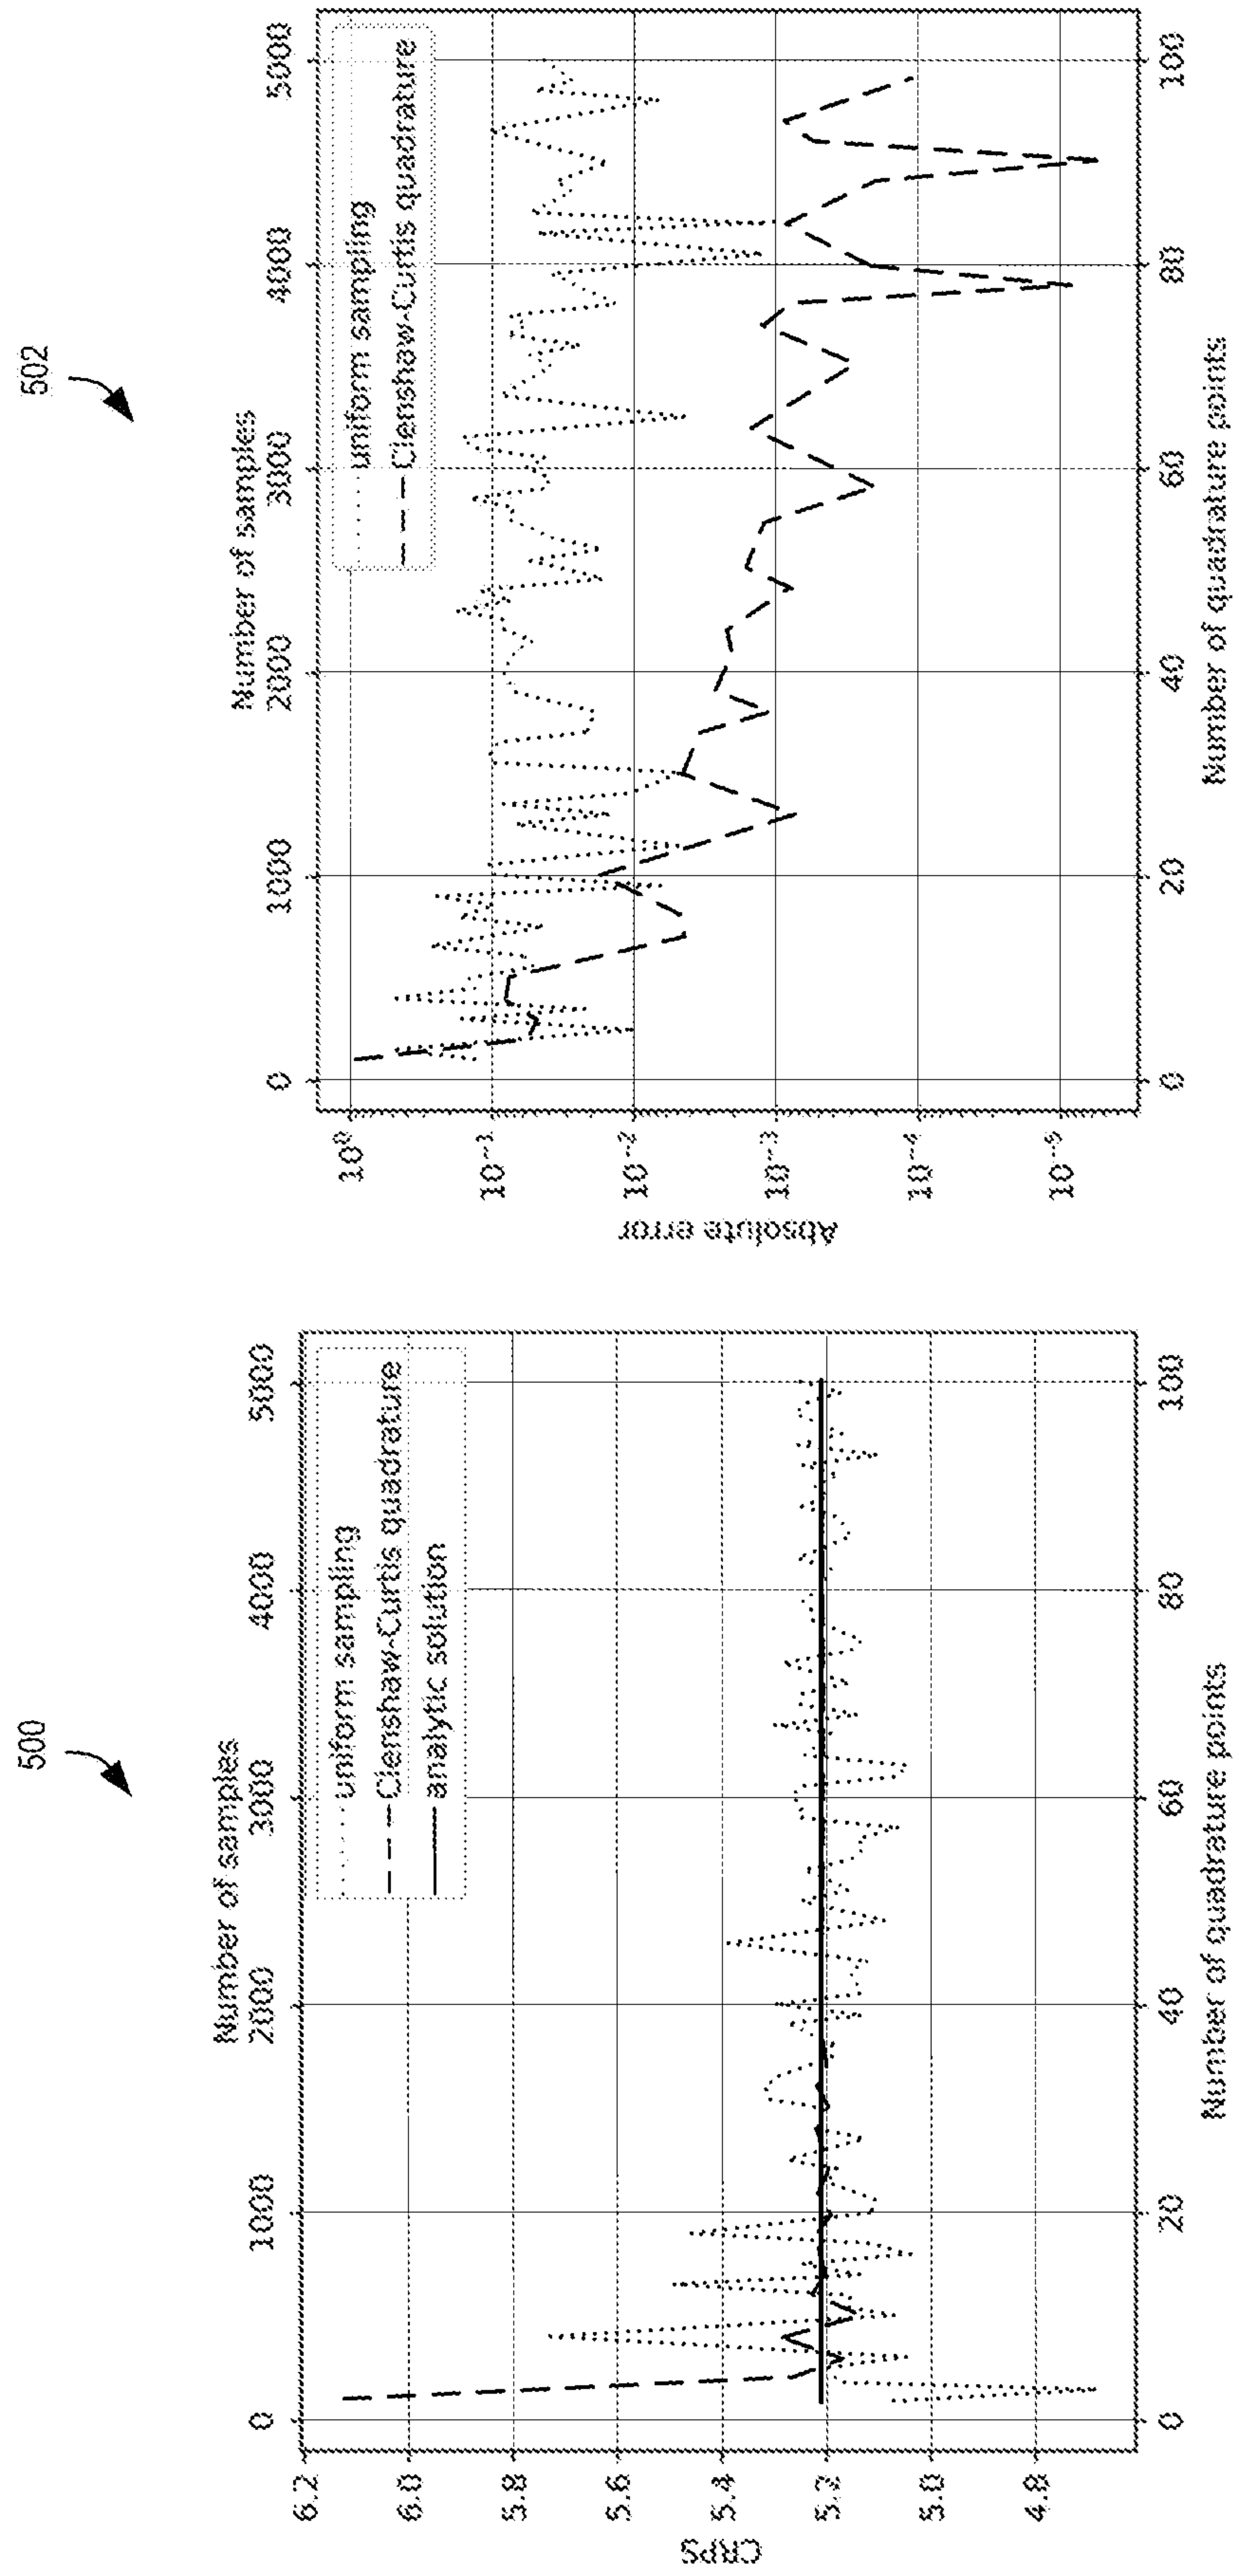 500
Number of samples
0 1000 2000 3000 4000 5000
uniform sampling
Clenshaw-Curtis quadrature
analytic solution
6.2
6.0
5.8
5.6
5.4
5.2
5.0
4.8
CRPS
0 20 40 60 80 100
Number of quadrature points
502
Number of samples
0 1000 2000 3000 4000 5000
uniform sampling
Clenshaw-Curtis quadrature
10⁰
10⁻¹
10⁻²
10⁻³
10⁻⁴
10⁻⁵
Absolute error
0 20 40 60 80 100
Number of quadrature points